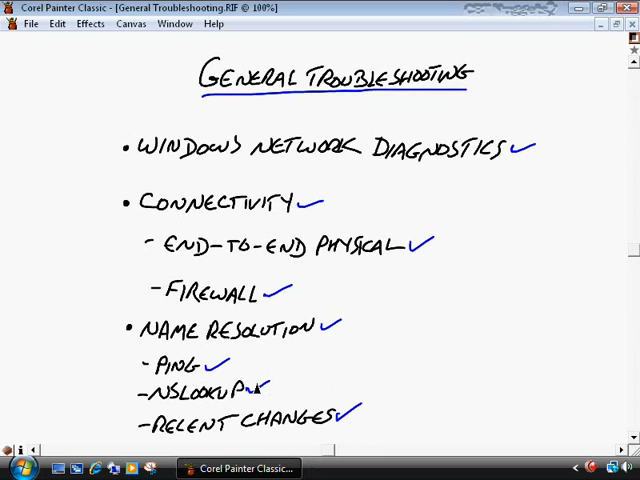 Corel Painter Classic - [General Troubleshooting.RIF @ 100%]
File Edit Effects Canvas Window Help
GENERAL TROUBLESHOOTING
• WINDOWS NETWORK DIAGNOSTICS ✓
• CONNECTIVITY ✓
- END-TO-END PHYSICAL ✓
- FIREWALL ✓
• NAME RESOLUTION ✓
- PING ✓
- NSLOOKUP ✓
- RECENT CHANGES ✓
Corel Painter Classic...